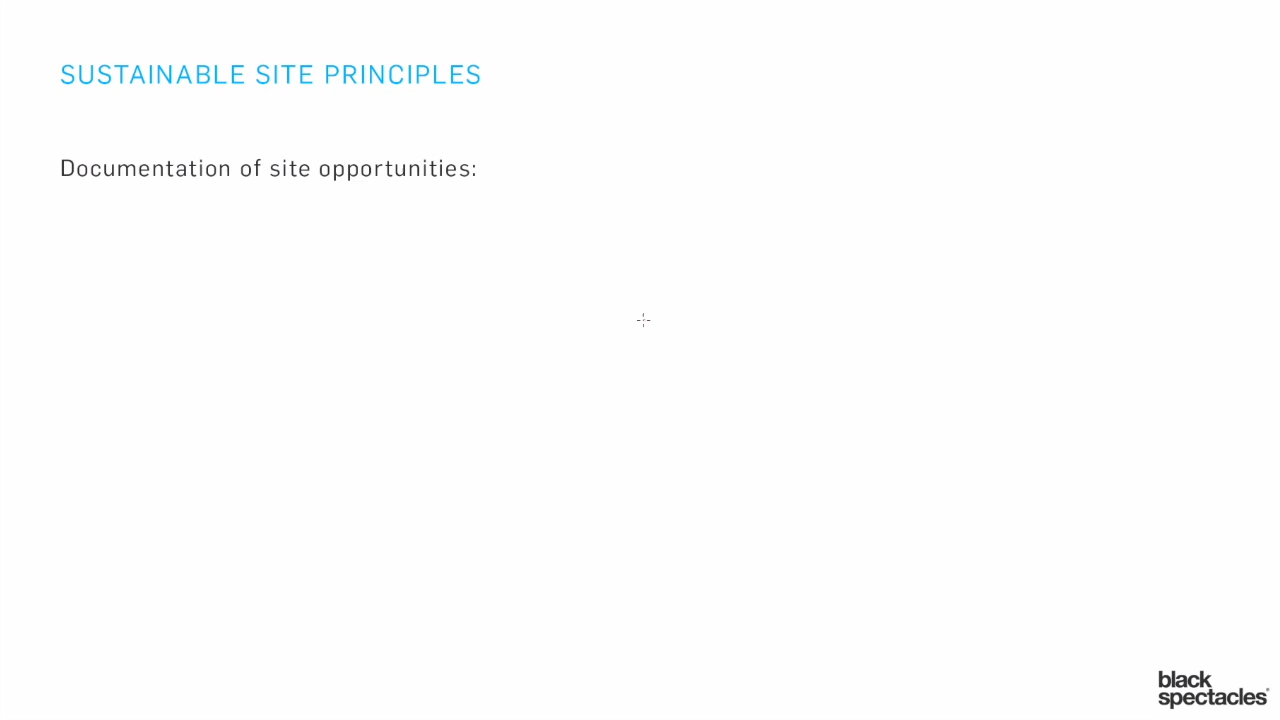 SUSTAINABLE SITE PRINCIPLES
Documentation of site opportunities:
black
spectacles